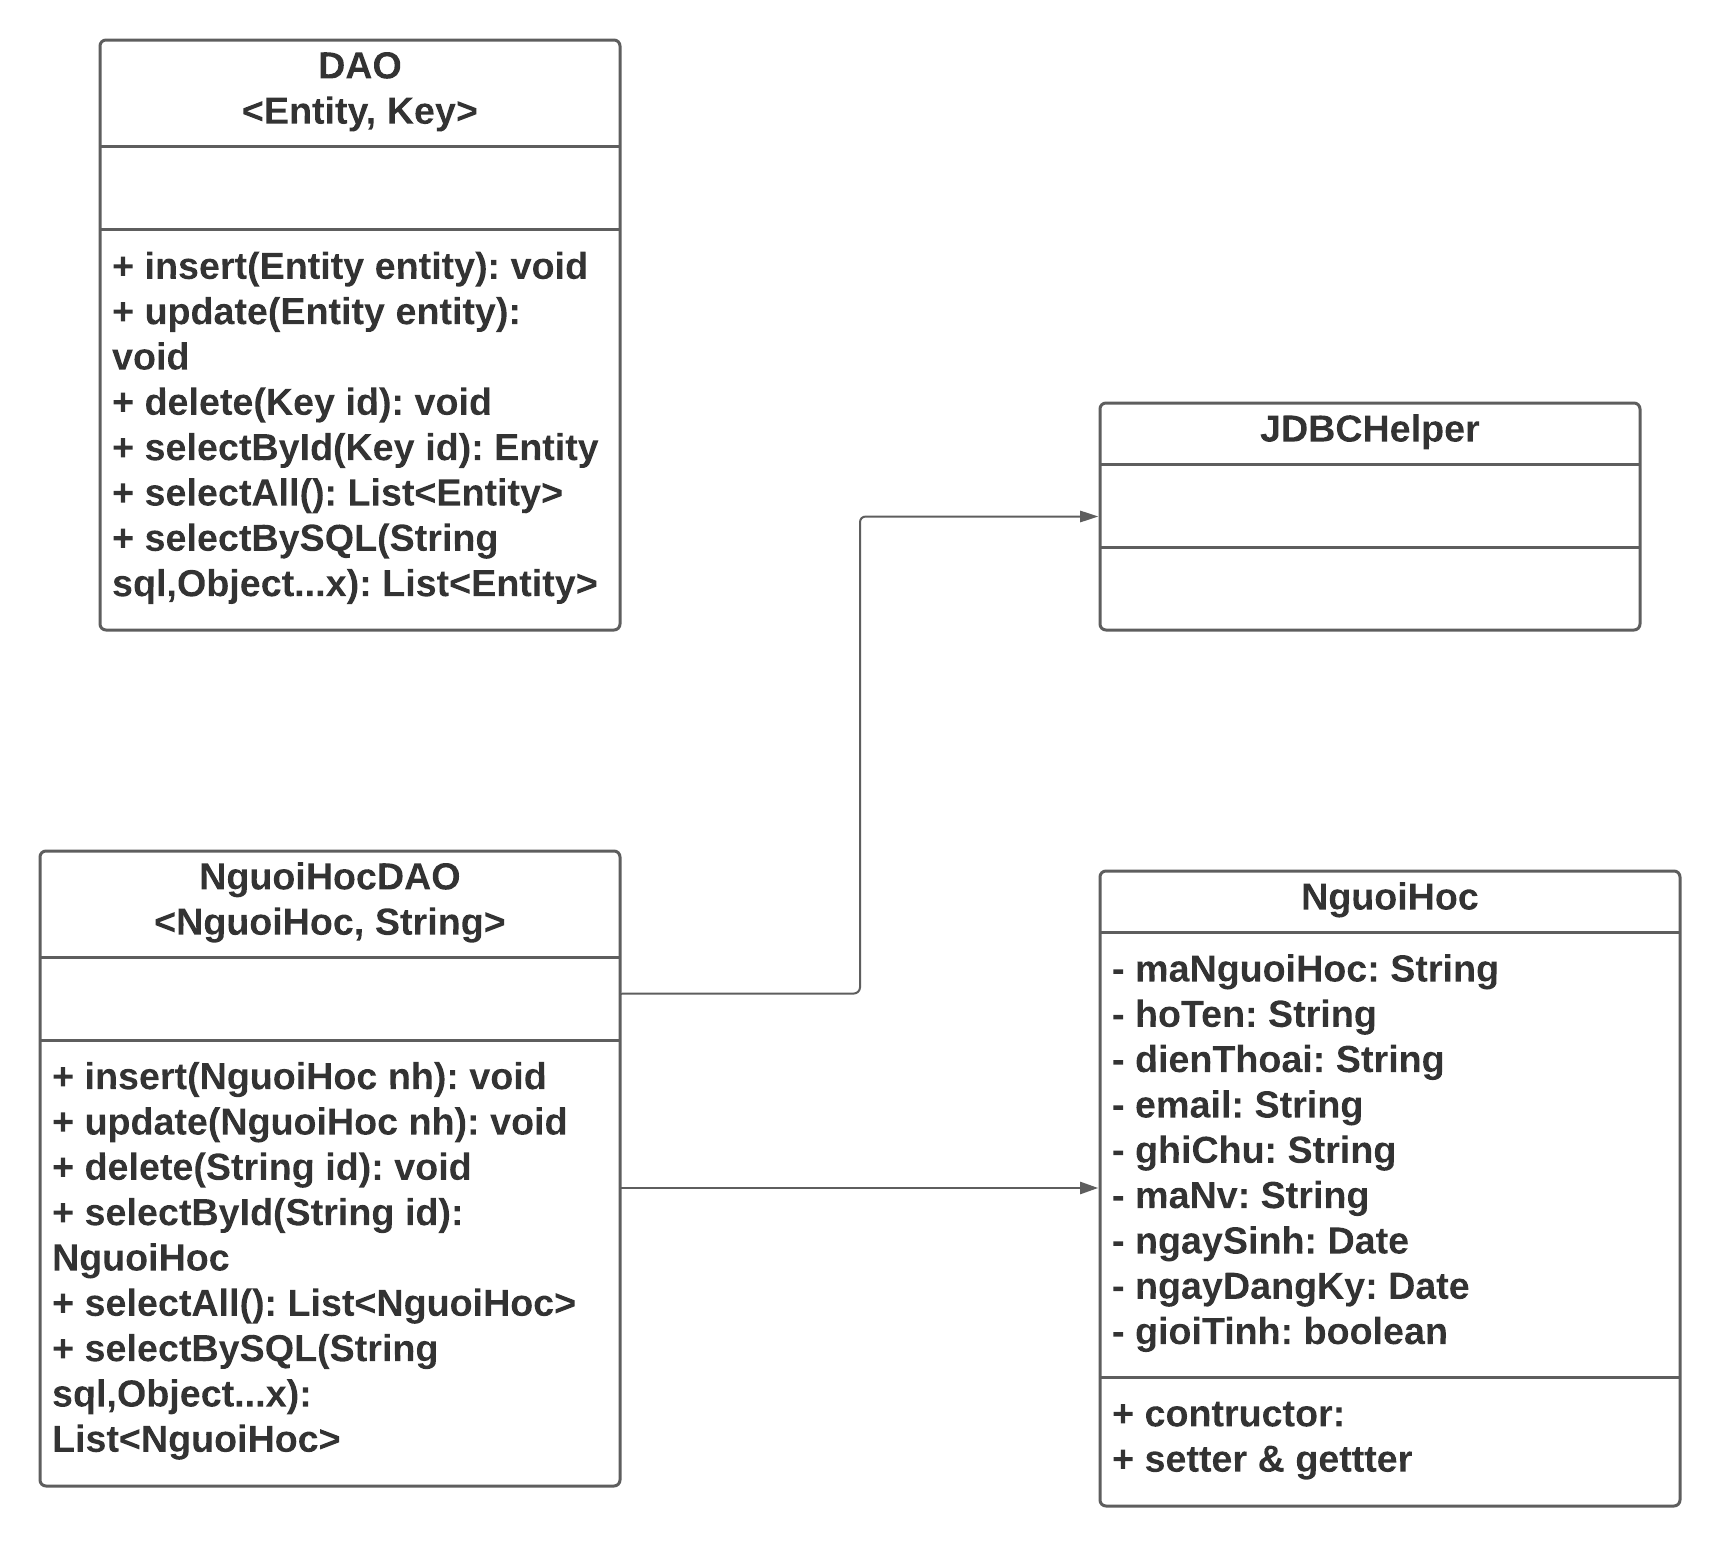 DAO
<Entity, Key>
+ insert(Entity entity): void
+ update(Entity entity):
void
+ delete(Key id): void
+ selectById(Key id): Entity
+ selectAll(): List<Entity>
+ selectBySQL(String
sql,Object...x): List<Entity>
JDBCHelper
NguoiHocDAO
<NguoiHoc, String>
+ insert(NguoiHoc nh): void
+ update(NguoiHoc nh): void
+ delete(String id): void
+ selectById(String id):
NguoiHoc
+ selectAll(): List<NguoiHoc>
+ selectBySQL(String
sql,Object...x):
List<NguoiHoc>
NguoiHoc
- maNguoiHoc: String
- hoTen: String
- dienThoai: String
- email: String
- ghiChu: String
- maNv: String
- ngaySinh: Date
- ngayDangKy: Date
- gioiTinh: boolean
+ contructor:
+ setter & gettter